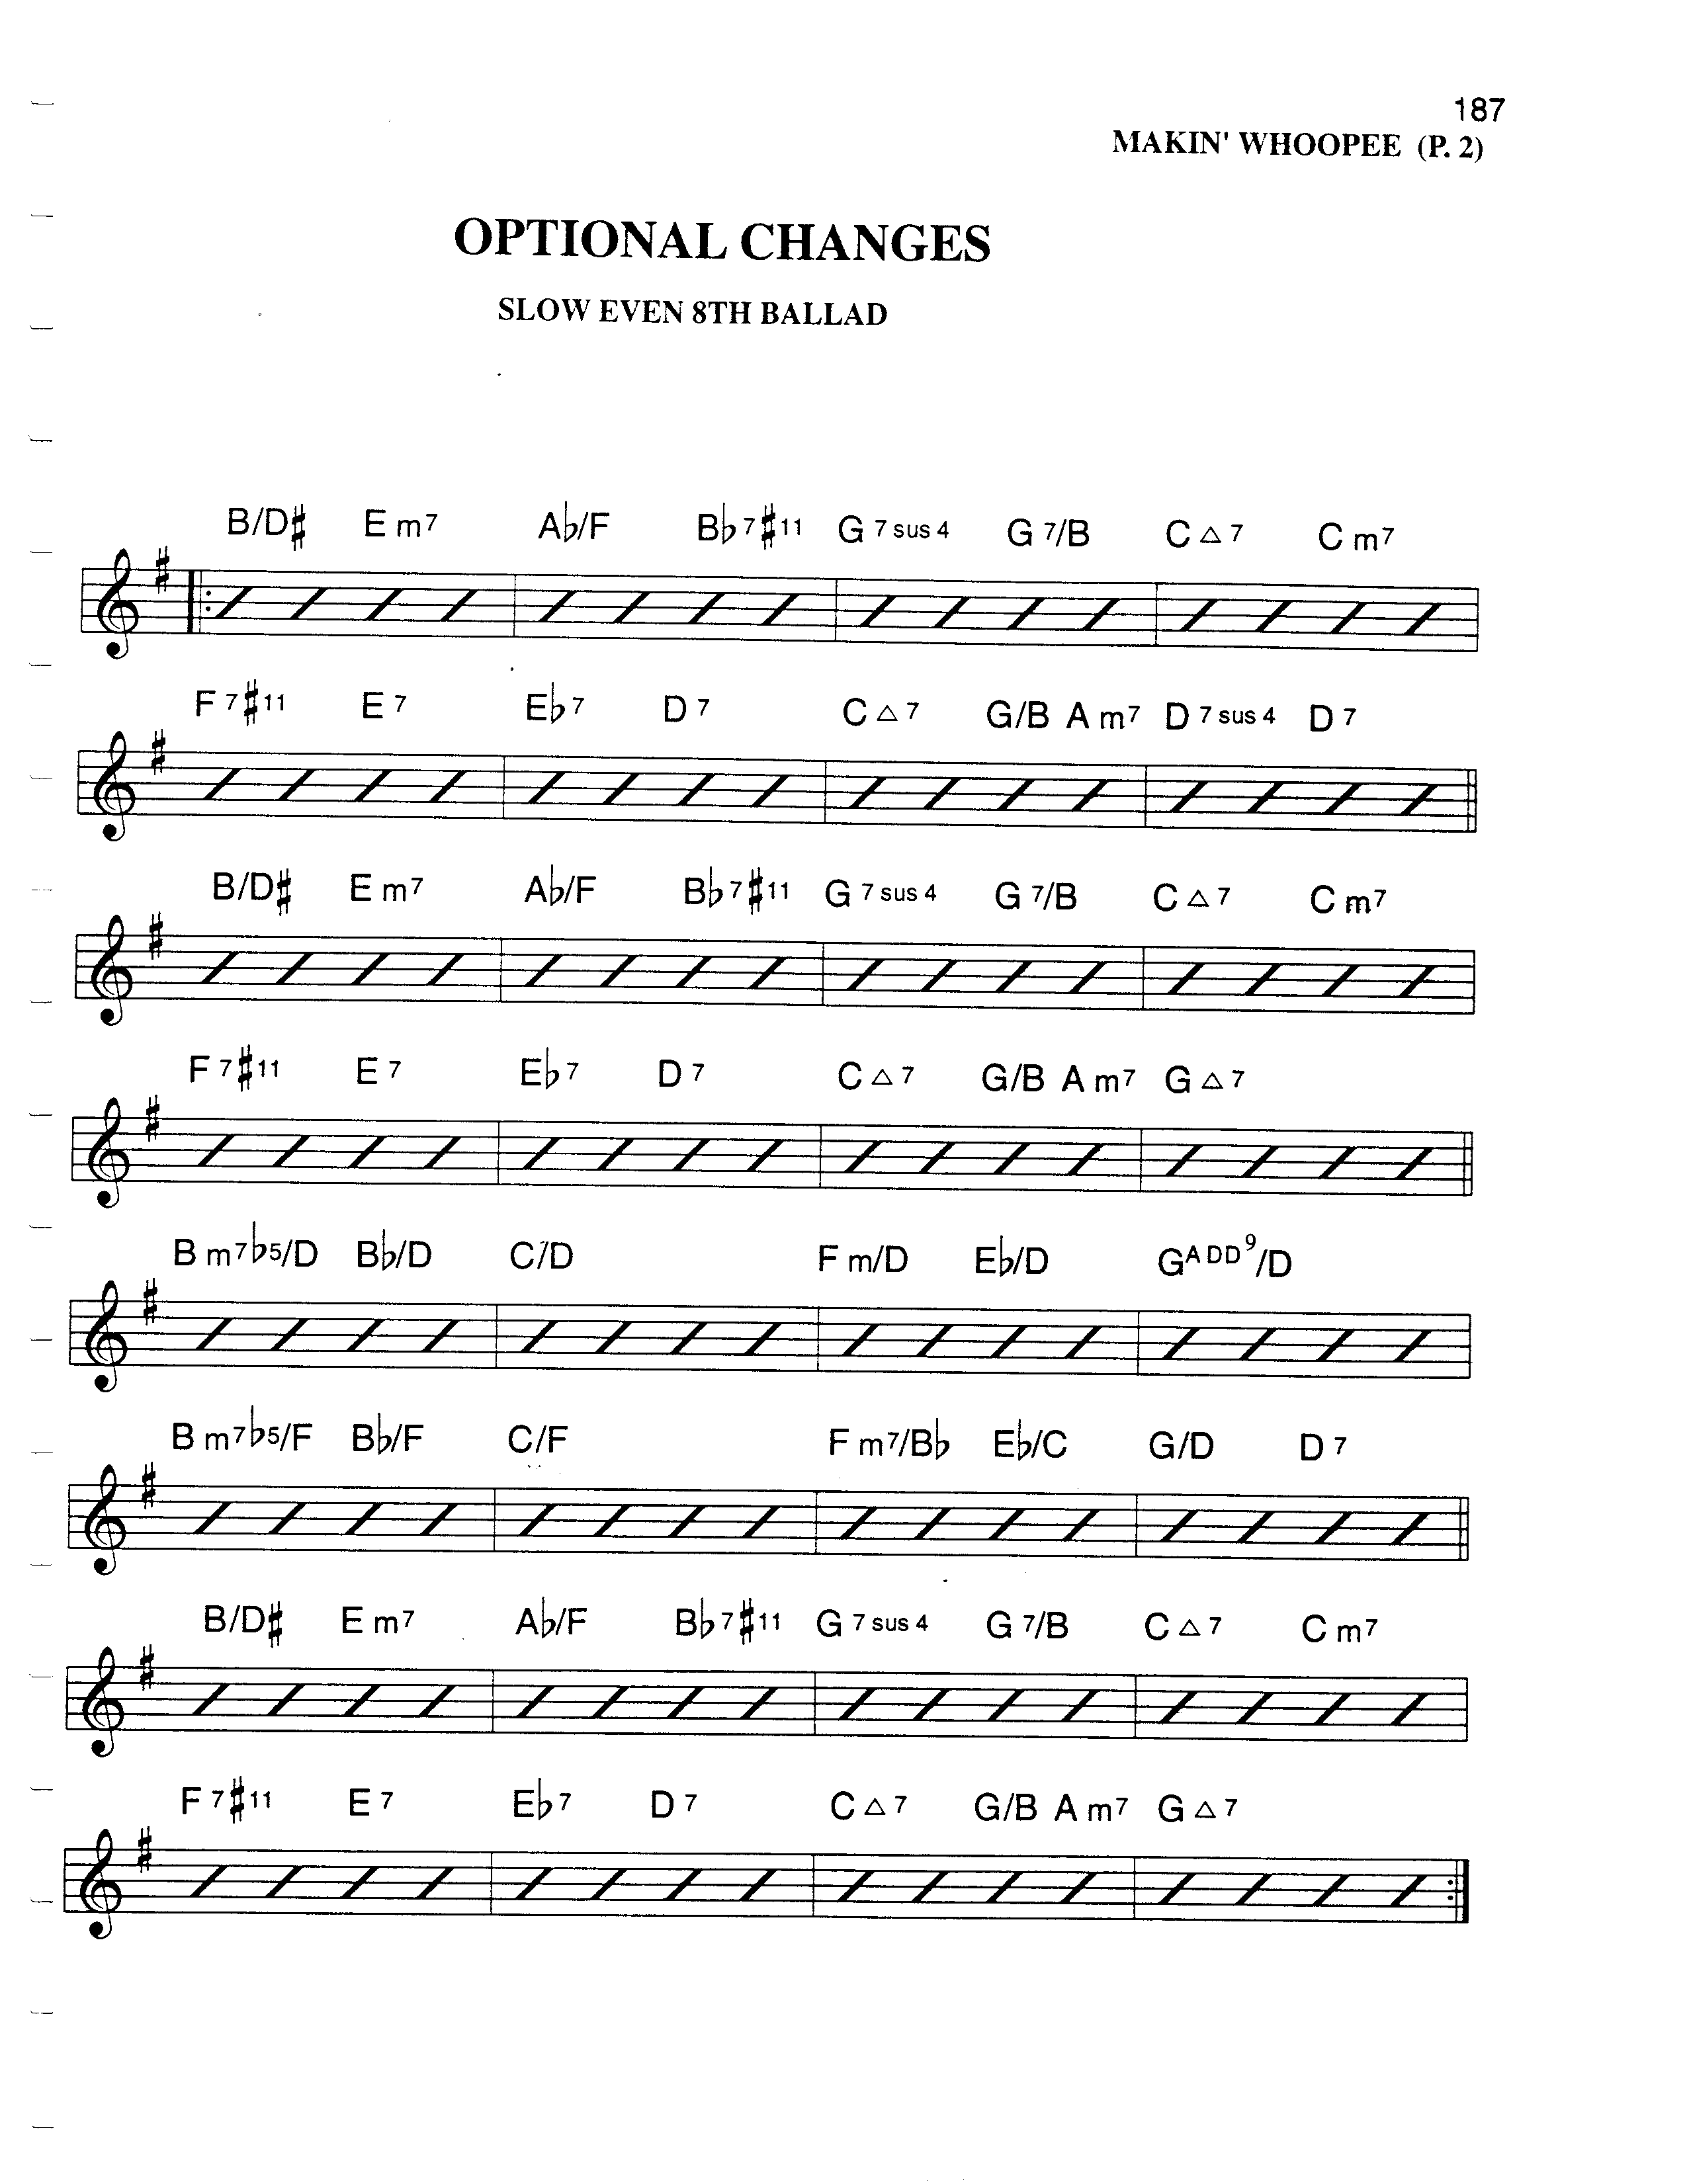 187
MAKIN' WHOOPEE (P. 2)
OPTIONAL CHANGES
SLOW EVEN 8TH BALLAD
B/D♯ E m7 A♭/F B♭7♯11 G 7 sus 4 G 7/B C △ 7 C m7
F 7♯11 E 7 E♭7 D 7 C △ 7 G/B A m7 D 7 sus 4 D 7
B/D♯ E m7 A♭/F B♭7♯11 G 7 sus 4 G 7/B C △ 7 C m7
F 7♯11 E 7 E♭7 D 7 C △ 7 G/B A m7 G △ 7
B m7♭5/D B♭/D C/D F m/D E♭/D GADD9/D
B m7♭5/F B♭/F C/F F m7/B♭ E♭/C G/D D 7
B/D♯ E m7 A♭/F B♭7♯11 G 7 sus 4 G 7/B C △ 7 C m7
F 7♯11 E 7 E♭7 D 7 C △ 7 G/B A m7 G △ 7